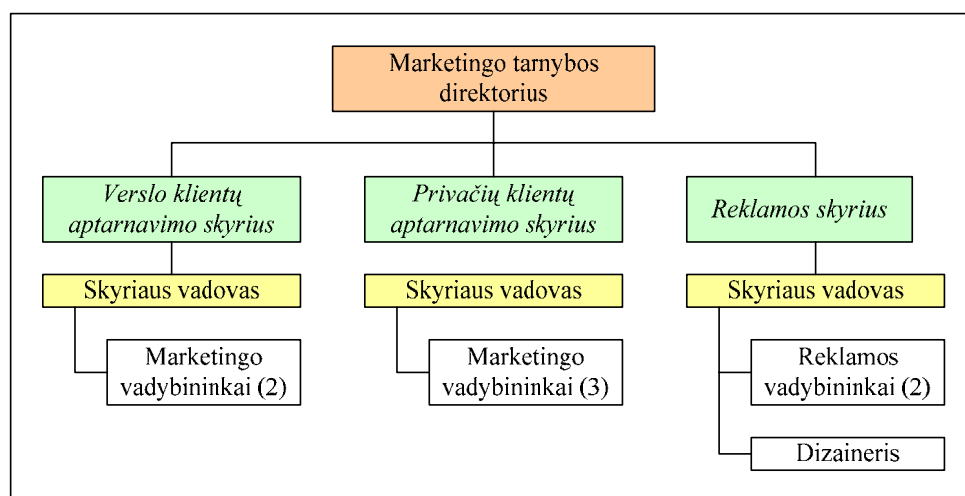 Marketingo tarnybos
direktorius
Verslo klientų
aptarnavimo skyrius
Privačių klientų
aptarnavimo skyrius
Reklamos skyrius
Skyriaus vadovas
Skyriaus vadovas
Skyriaus vadovas
Marketingo
vadybininkai (2)
Marketingo
vadybininkai (3)
Reklamos
vadybininkai (2)
Dizaineris